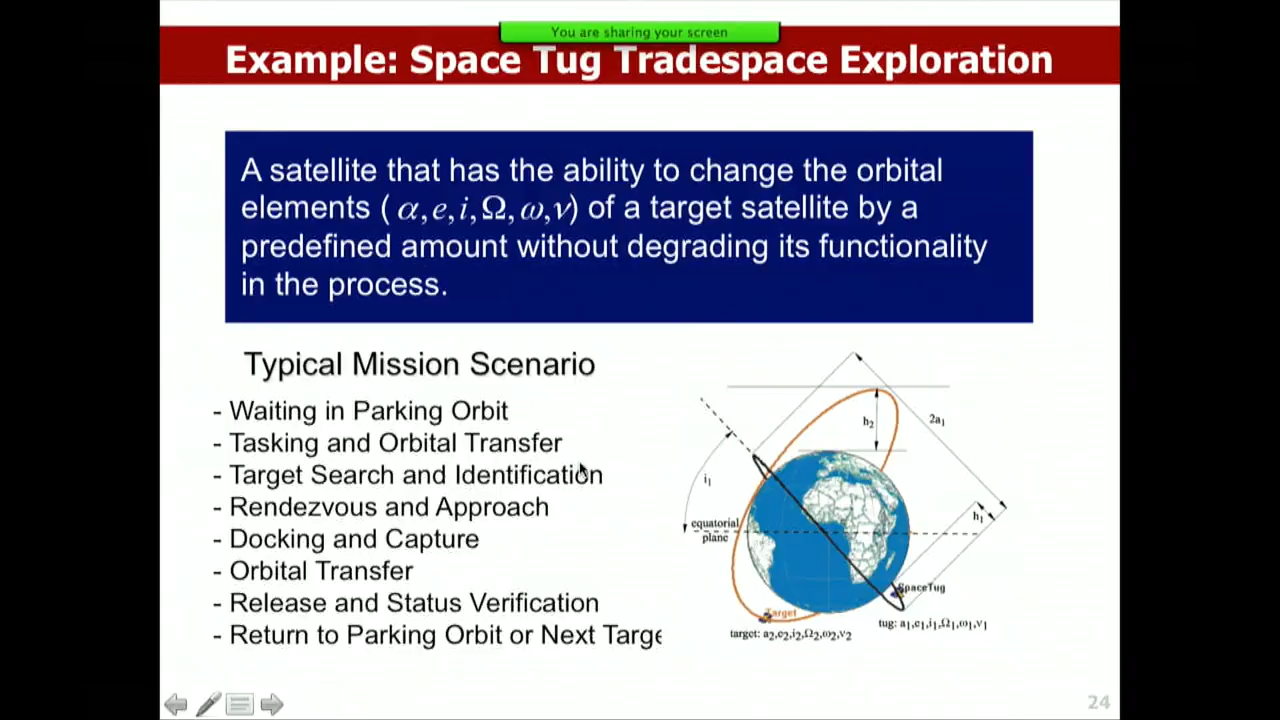 You are sharing your screen
Example: Space Tug Tradespace Exploration
A satellite that has the ability to change the orbital
elements ( α,e,i,Ω,ω,ν) of a target satellite by a
predefined amount without degrading its functionality
in the process.
Typical Mission Scenario
- Waiting in Parking Orbit
- Tasking and Orbital Transfer
- Target Search and Identification
- Rendezvous and Approach
- Docking and Capture
- Orbital Transfer
- Release and Status Verification
- Return to Parking Orbit or Next Targe
h₂
2a₁
i₁
h₁
equatorial
plane
SpaceTug
Target
tug: a₁,e₁,i₁,Ω₁,ω₁,ν₁
target: a₂,e₂,i₂,Ω₂,ω₂,ν₂
24